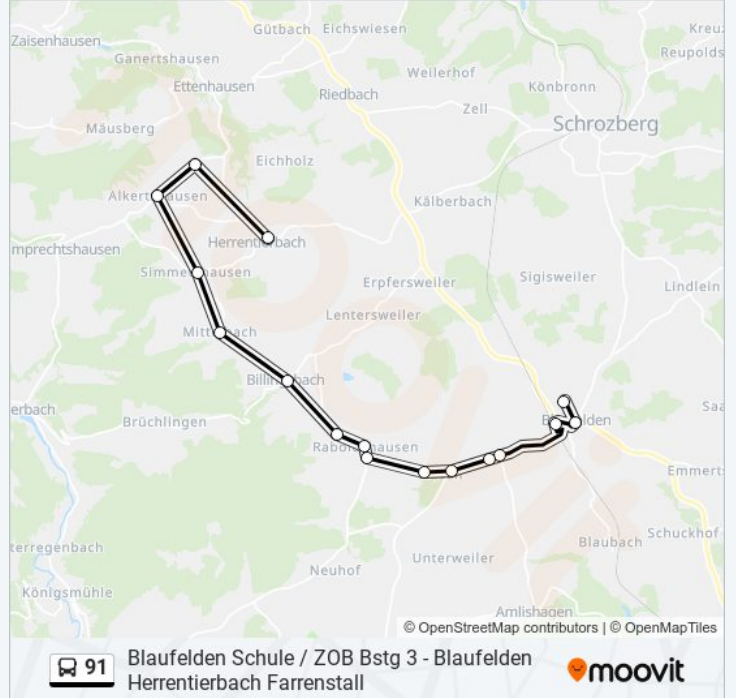 Gütbach
Eichswiesen
Kreuz
Zaisenhausen
Ganertshausen
Reupolds
Ettenhausen
Weilerhof
Könbronn
Riedbach
Zell
Mäusberg
Schrozberg
Eichholz
Alkertshausen
Kälberbach
Herrentierbach
mprechtshausen
Simmetshausen
Sigisweiler
Erpfersweiler
Lindlein
Lentersweiler
Mittelbach
Billingsbach
erbach
Saa
Brüchlingen
Blaufelden
Raboldshausen
Emmerts
Schuckhof
Blaubach
terregenbach
Unterweiler
Neuhof
Königsmühle
Amlishagen
© OpenStreetMap contributors | © OpenMapTiles
91
Blaufelden Schule / ZOB Bstg 3 - Blaufelden
Herrentierbach Farrenstall
moovit